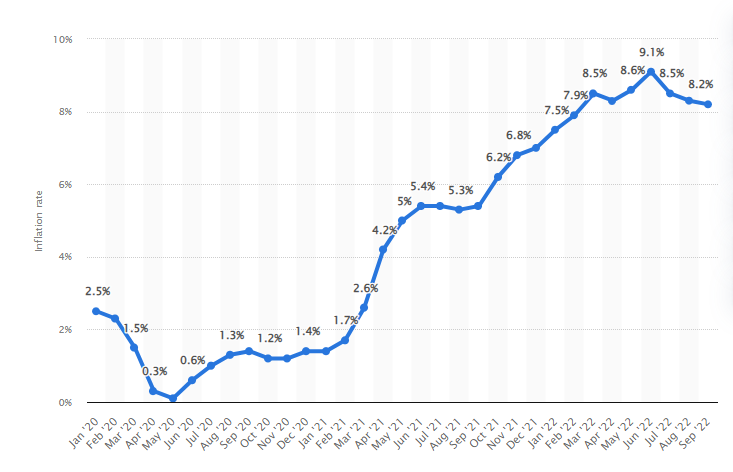 10%
8%
6%
4%
2%
0%
Inflation rate
2.5%
1.5%
0.3%
0.6%
1.3%
1.2%
1.4%
1.7%
2.6%
4.2%
5%
5.4%
5.3%
6.2%
6.8%
7.5%
7.9%
8.5%
8.6%
9.1%
8.5%
8.2%
Jan '20
Feb '20
Mar '20
Apr '20
May '20
Jun '20
Jul '20
Aug '20
Sep '20
Oct '20
Nov '20
Dec '20
Jan '21
Feb '21
Mar '21
Apr '21
May '21
Jun '21
Jul '21
Aug '21
Sep '21
Oct '21
Nov '21
Dec '21
Jan '22
Feb '22
Mar '22
Apr '22
May '22
Jun '22
Jul '22
Aug '22
Sep '22